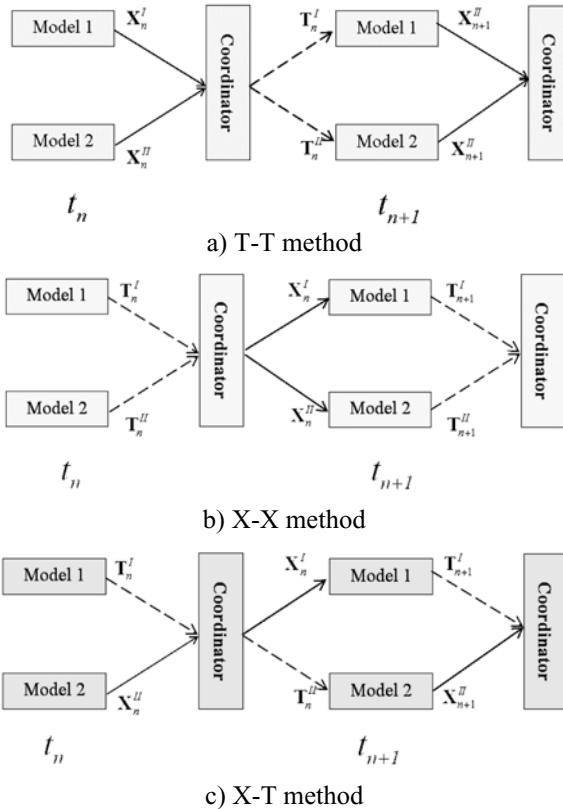 Model 1 X_n^I Coordinator T_n^I Model 1 X_{n+1}^{II} Coordinator
Model 2 X_n^{II} T_n^{II} Model 2 X_{n+1}^{II}
t_n t_{n+1}
a) T-T method
Model 1 T_n^I Coordinator X_n^I Model 1 T_{n+1}^I Coordinator
Model 2 T_n^{II} X_n^{II} Model 2 T_{n+1}^{II}
t_n t_{n+1}
b) X-X method
Model 1 T_n^I Coordinator X_n^I Model 1 T_{n+1}^I Coordinator
Model 2 X_n^{II} T_n^{II} Model 2 X_{n+1}^{II}
t_n t_{n+1}
c) X-T method